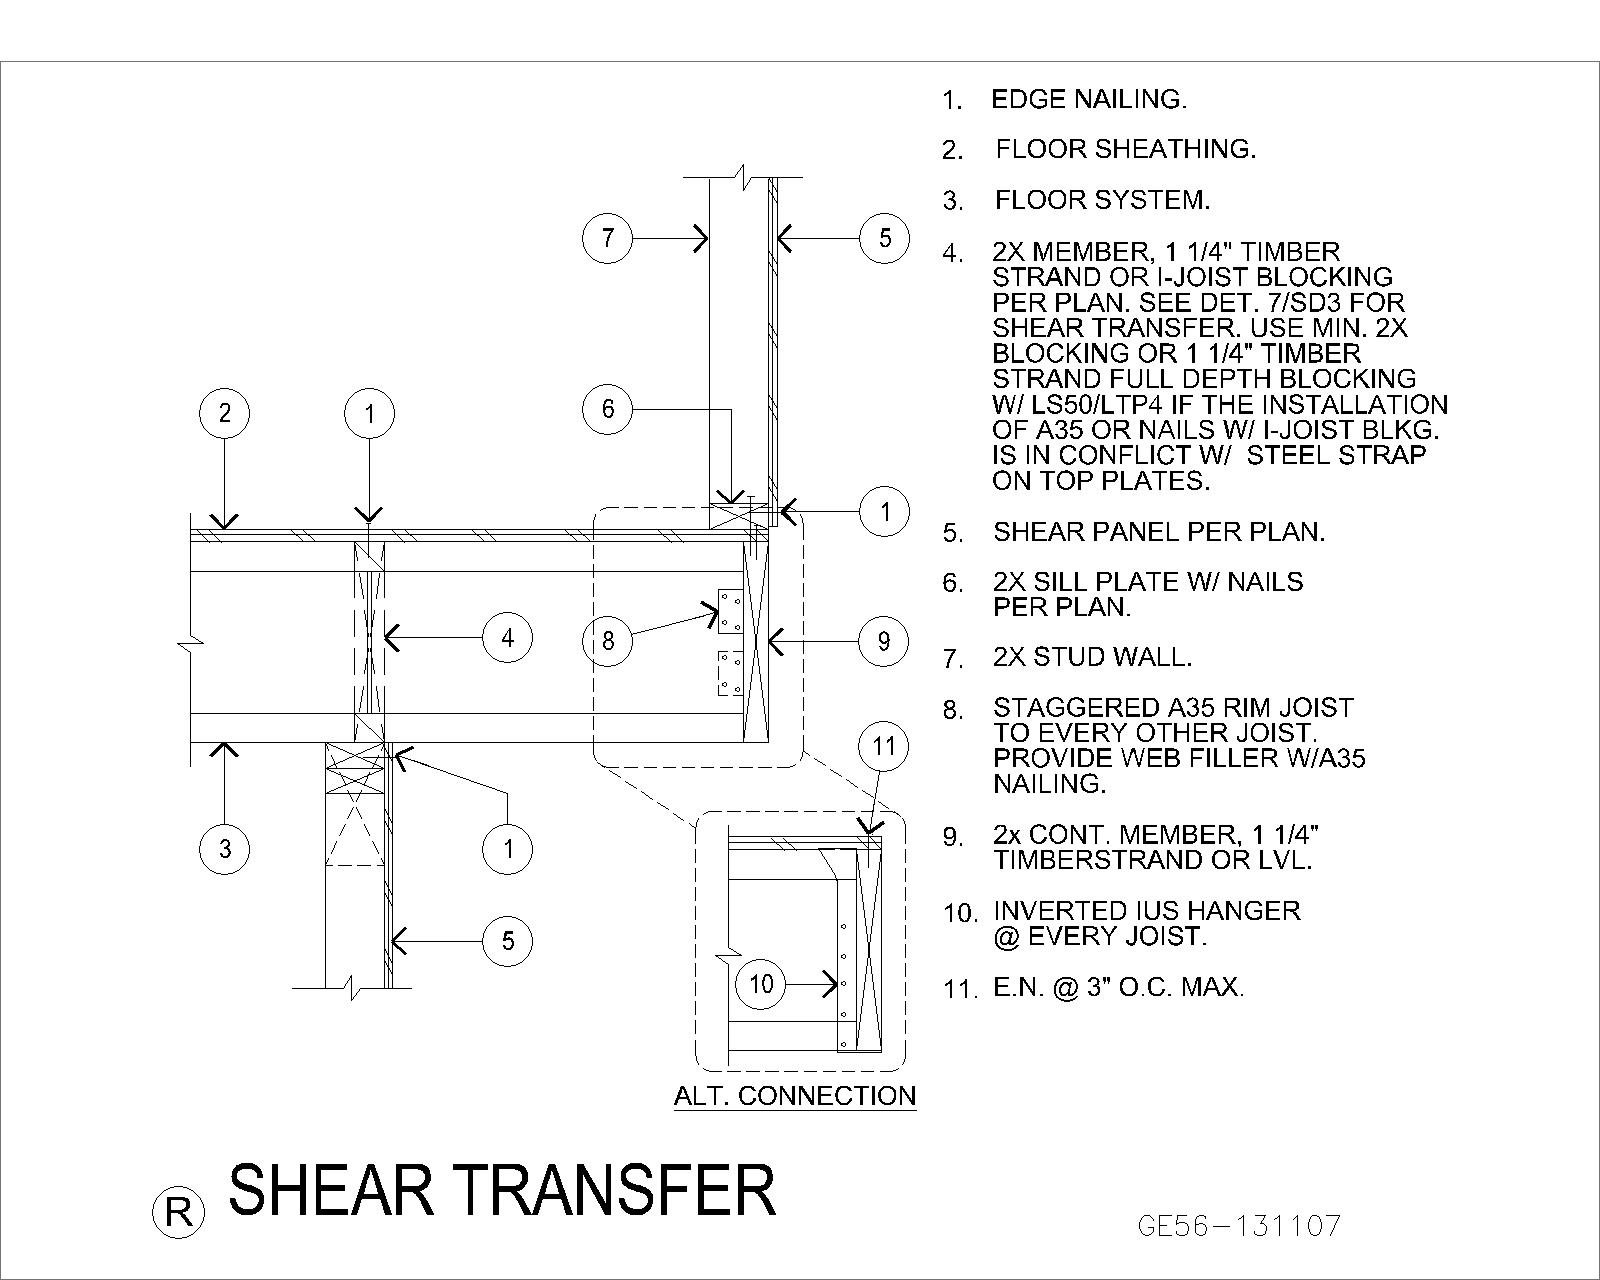 1. EDGE NAILING.
2. FLOOR SHEATHING.
3. FLOOR SYSTEM.
4. 2X MEMBER, 1 1/4" TIMBER
STRAND OR I-JOIST BLOCKING
PER PLAN. SEE DET. 7/SD3 FOR
SHEAR TRANSFER. USE MIN. 2X
BLOCKING OR 1 1/4" TIMBER
STRAND FULL DEPTH BLOCKING
W/ LS50/LTP4 IF THE INSTALLATION
OF A35 OR NAILS W/ I-JOIST BLKG.
IS IN CONFLICT W/ STEEL STRAP
ON TOP PLATES.
5. SHEAR PANEL PER PLAN.
6. 2X SILL PLATE W/ NAILS
PER PLAN.
7. 2X STUD WALL.
8. STAGGERED A35 RIM JOIST
TO EVERY OTHER JOIST.
PROVIDE WEB FILLER W/A35
NAILING.
9. 2x CONT. MEMBER, 1 1/4"
TIMBERSTRAND OR LVL.
10. INVERTED IUS HANGER
@ EVERY JOIST.
11. E.N. @ 3" O.C. MAX.
7
5
6
2
1
1
4
8
9
11
3
1
5
10
ALT. CONNECTION
R SHEAR TRANSFER
GE56-131107